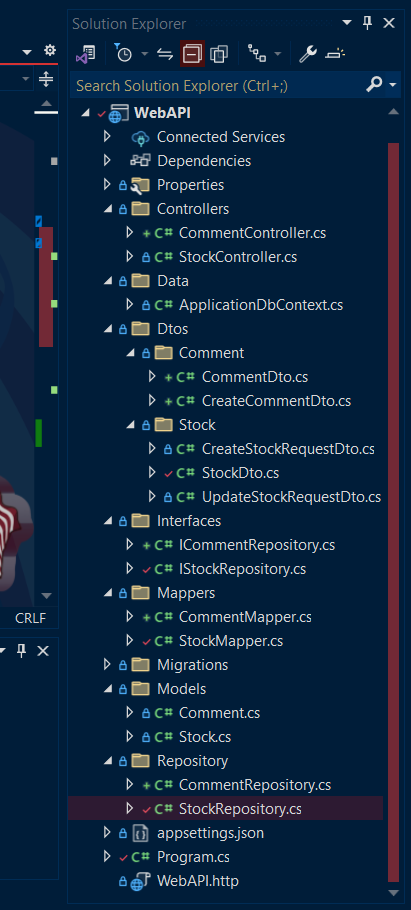 Solution Explorer
Search Solution Explorer (Ctrl+;)
WebAPI
Connected Services
Dependencies
Properties
Controllers
C# CommentController.cs
C# StockController.cs
Data
C# ApplicationDbContext.cs
Dtos
Comment
C# CommentDto.cs
C# CreateCommentDto.cs
Stock
C# CreateStockRequestDto.cs
C# StockDto.cs
C# UpdateStockRequestDto.cs
Interfaces
C# ICommentRepository.cs
C# IStockRepository.cs
Mappers
C# CommentMapper.cs
C# StockMapper.cs
CRLF
Migrations
Models
C# Comment.cs
C# Stock.cs
Repository
C# CommentRepository.cs
C# StockRepository.cs
appsettings.json
C# Program.cs
WebAPI.http